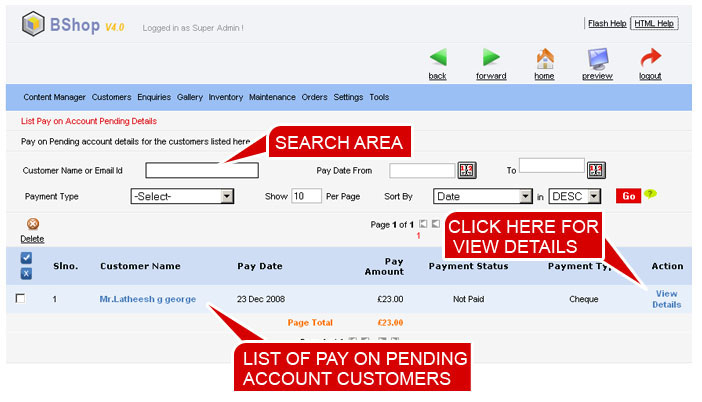 BShop V4.0 Logged in as Super Admin ! Flash Help HTML Help
back forward home preview logout
Content Manager Customers Enquiries Gallery Inventory Maintenance Orders Settings Tools
List Pay on Account Pending Details
Pay on Pending account details for the customers listed here
SEARCH AREA
Customer Name or Email Id Pay Date From To
Payment Type -Select- Show 10 Per Page Sort By Date in DESC Go ?
Delete
Page 1 of 1
1
CLICK HERE FOR
VIEW DETAILS
Slno. Customer Name Pay Date Pay Amount Payment Status Payment Action
1 Mr.Latheesh g george 23 Dec 2008 £23.00 Not Paid Cheque View Details
Page Total £23.00
LIST OF PAY ON PENDING
ACCOUNT CUSTOMERS